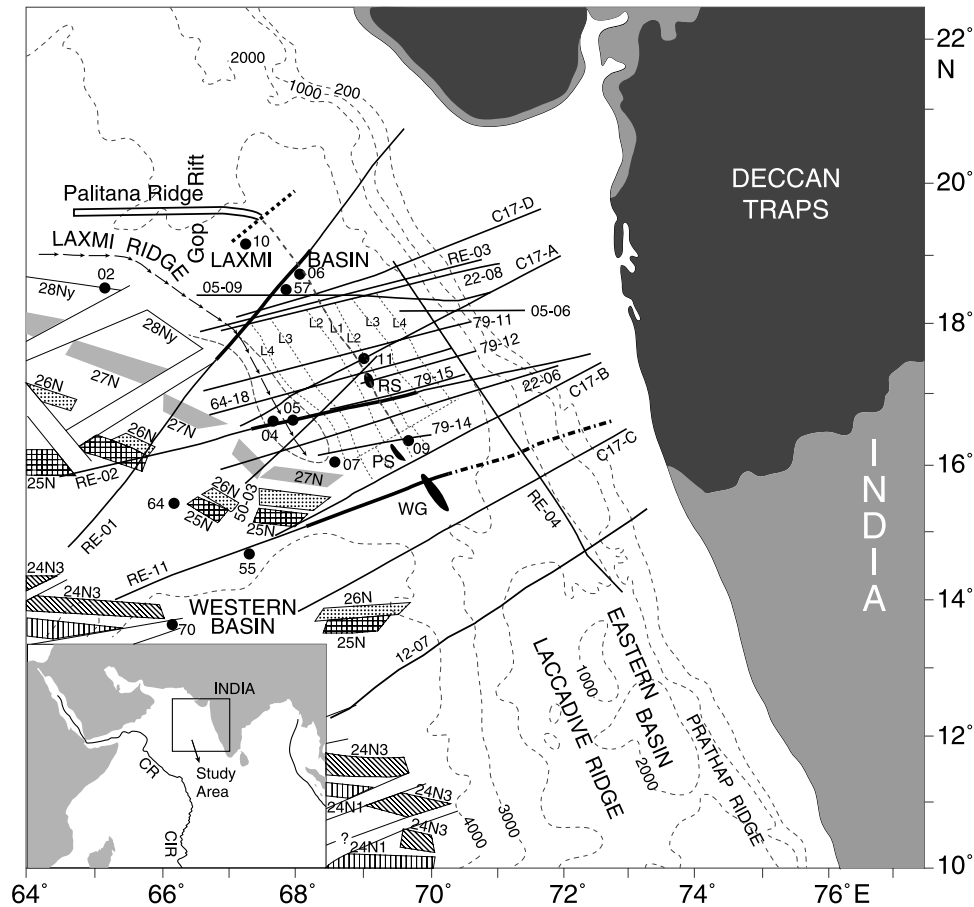 22°
N
20°
18°
16°
14°
12°
10°
64°
66°
68°
70°
72°
74°
76° E
2000
1000
200
DECCAN
TRAPS
INDIA
Palitana Ridge
Gop Rift
LAXMI RIDGE
LAXMI BASIN
10
02
06
57
C17-D
RE-03
C17-A
22-08
05-09
05-06
28Ny
28Ny
L4
L3
L2
L1
L2
L3
L4
79-11
79-12
11
RS
79-15
22-06
C17-B
64-18
27N
26N
27N
26N
25N
05
04
79-14
09
C17-C
RE-02
07
PS
27N
64
26N
25N
50-03
25N
WG
RE-04
RE-01
RE-11
55
24N3
24N3
70
WESTERN
BASIN
26N
25N
12-07
LACCADIVE RIDGE
EASTERN BASIN
PRATHAP RIDGE
1000
2000
3000
4000
24N3
24N3
24N1
?
24N3
24N1
INDIA
Study
Area
CR
CIR